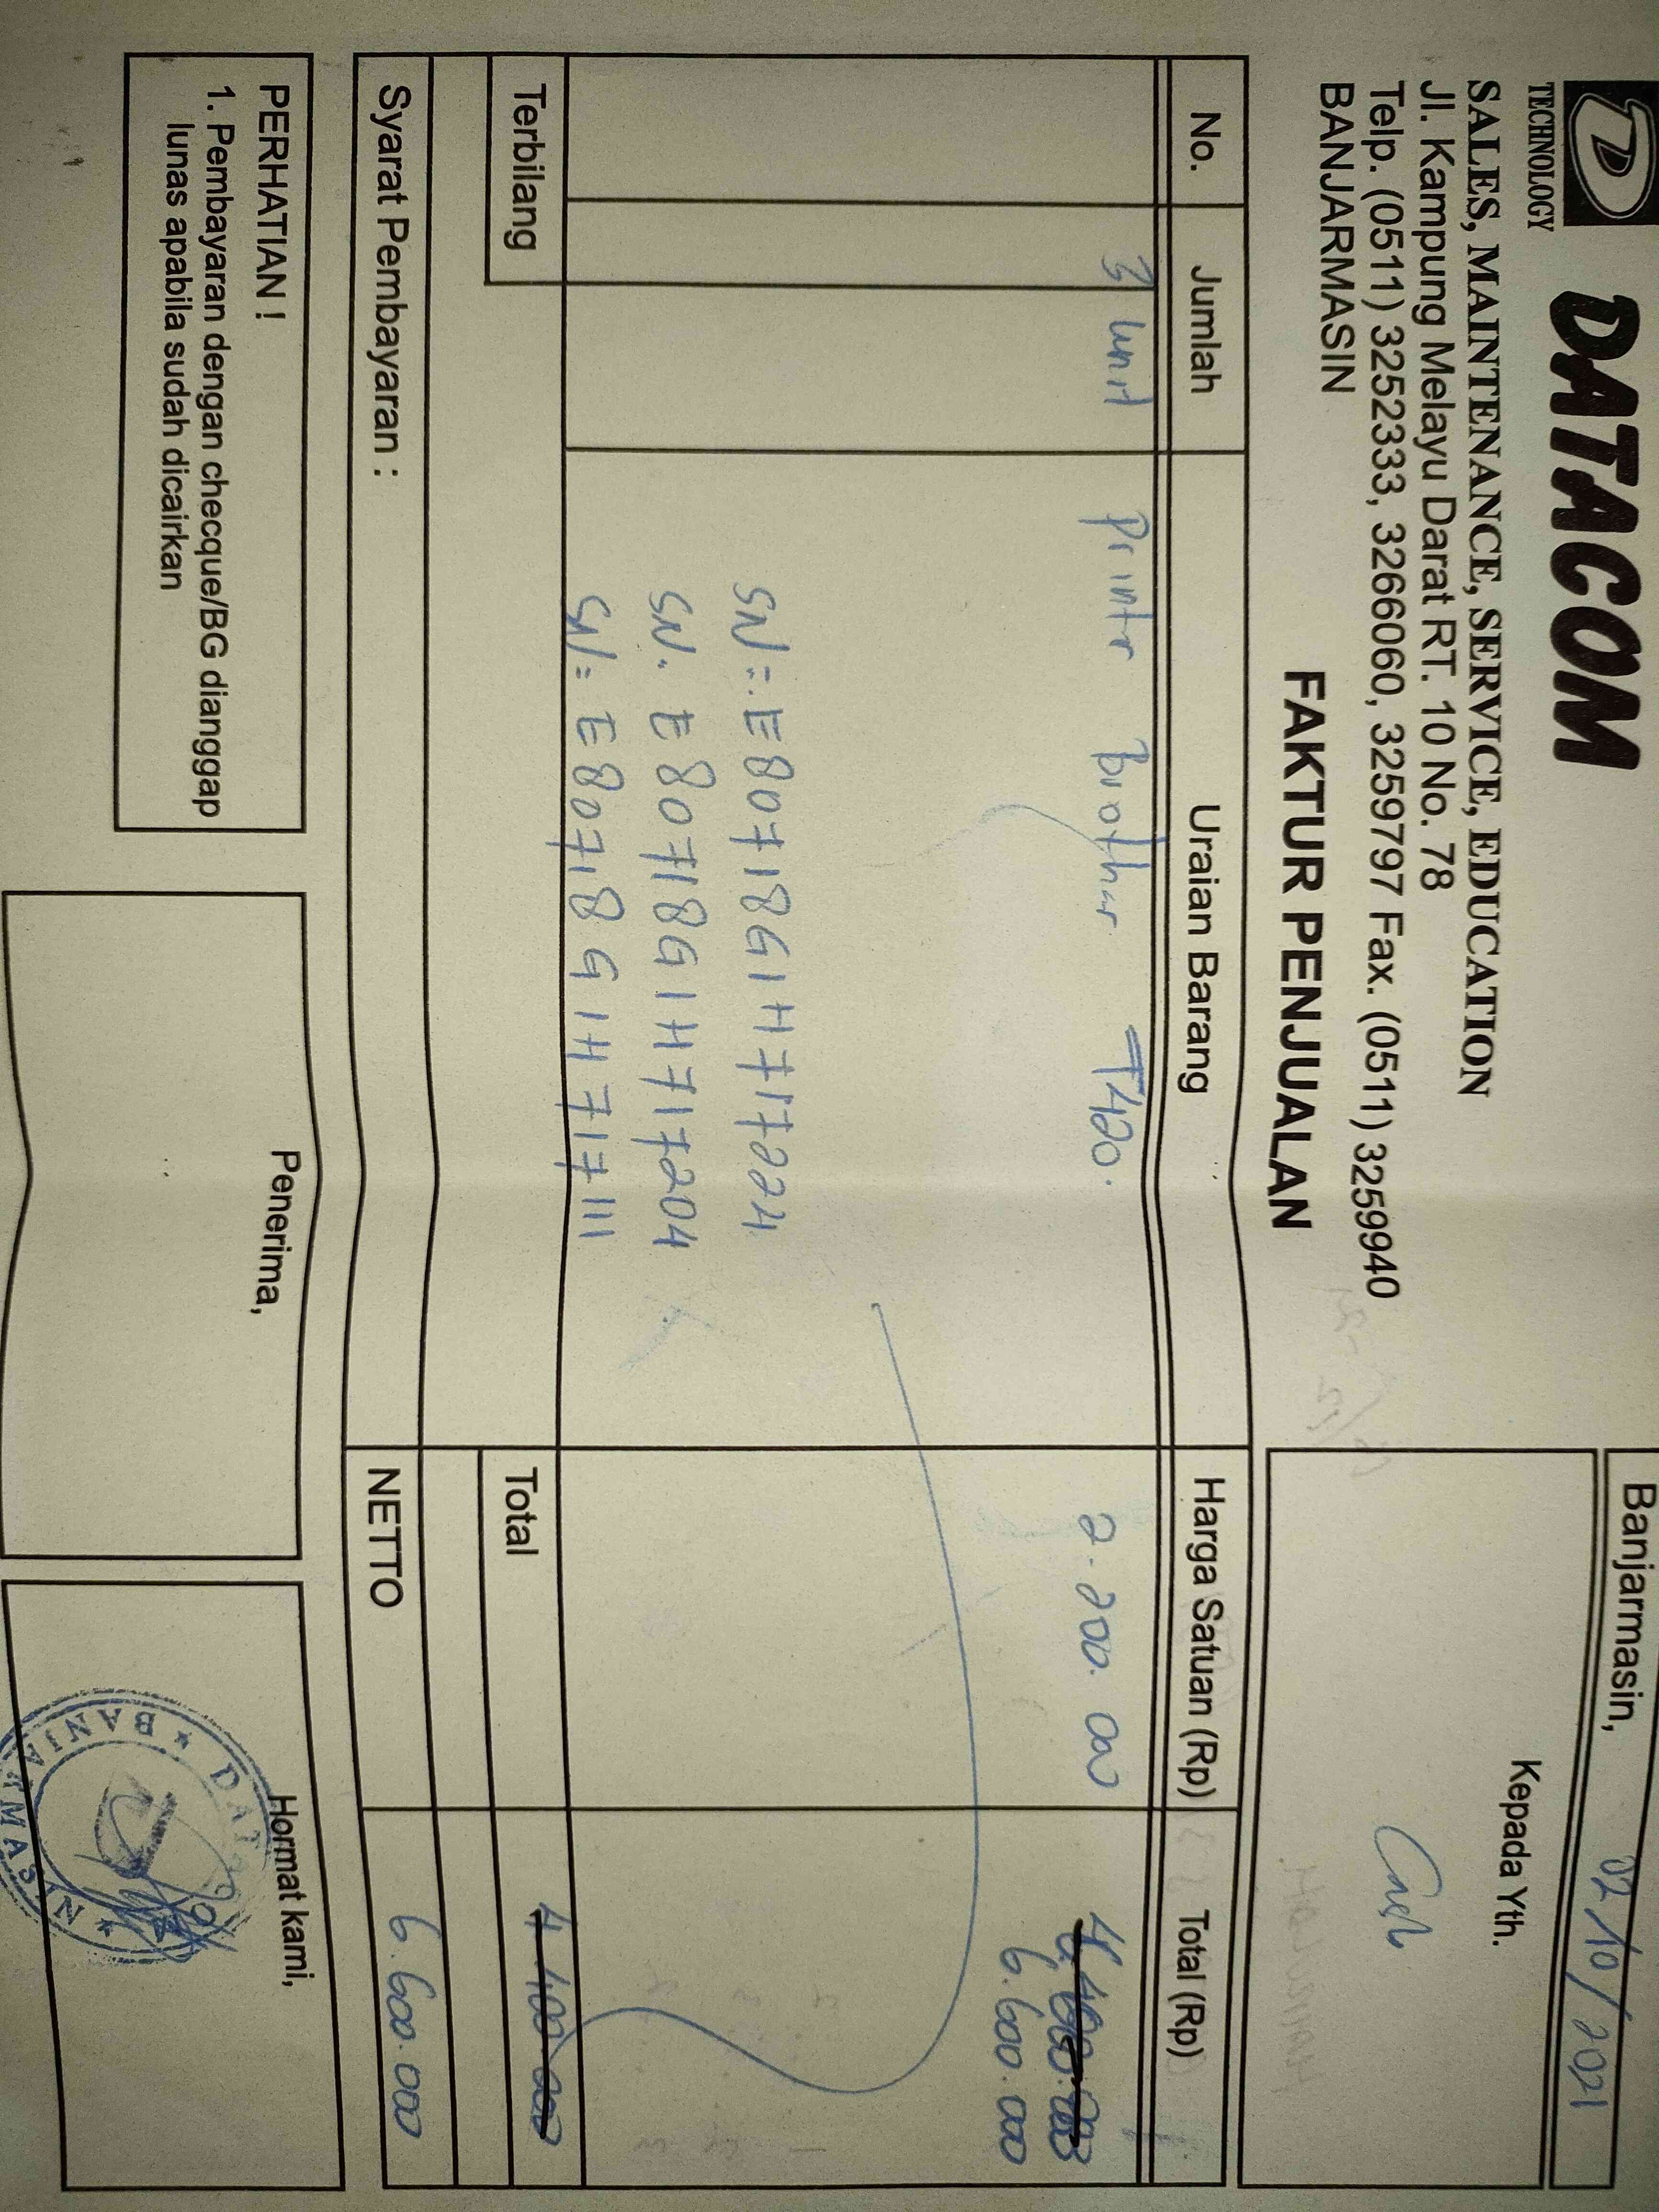 DATACOM
TECHNOLOGY
SALES, MAINTENANCE, SERVICE, EDUCATION
Jl. Kampung Melayu Darat RT. 10 No. 78
Telp. (0511) 3252333, 3266060, 3259797 Fax. (0511) 3259940
BANJARMASIN
Banjarmasin, 02/10/2021
Kepada Yth.
Cash
FAKTUR PENJUALAN
No. Jumlah Uraian Barang Harga Satuan (Rp) Total (Rp)
3 unit Printr Brother T420. 2.200.000
6.600.000
SN: E80718G1H717224
SN. E80718G1H717204
SN: E80718G1H717111
Terbilang Total 4.400.000
Syarat Pembayaran : NETTO 6.600.000
PERHATIAN !
1. Pembayaran dengan checque/BG dianggap
lunas apabila sudah dicairkan
Penerima,
Hormat kami,